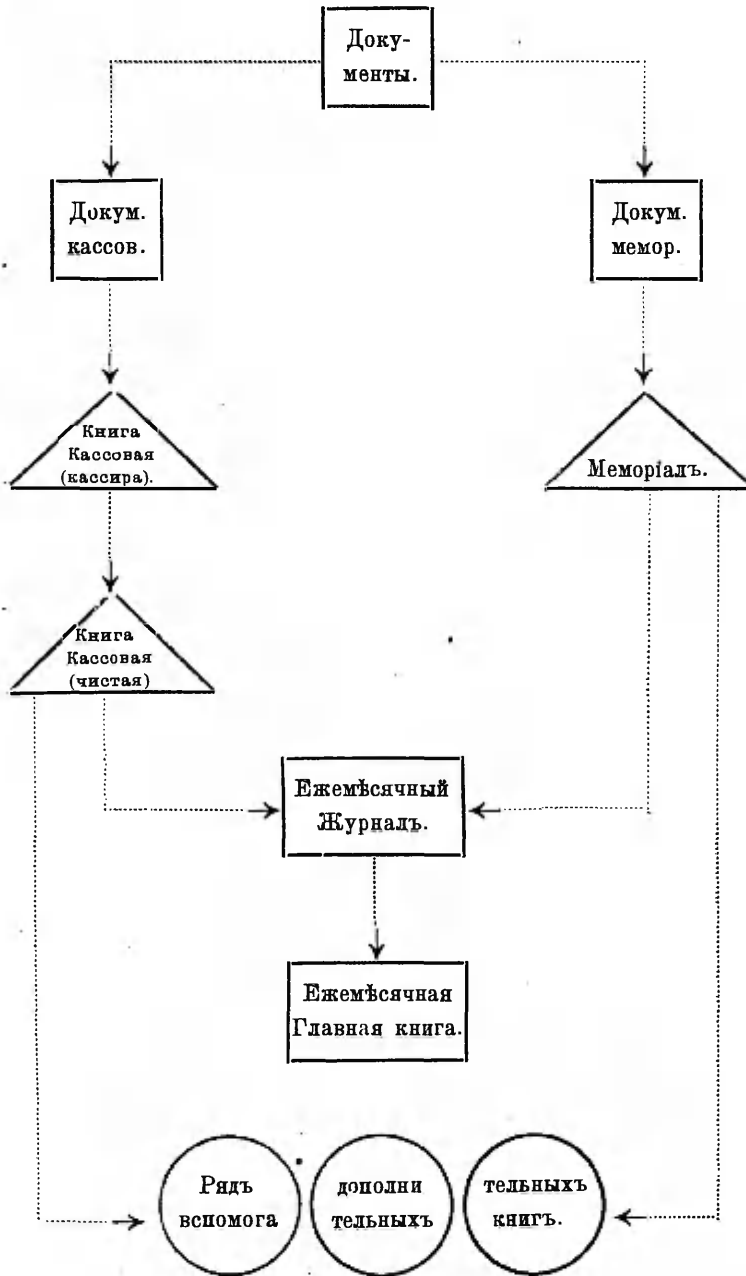 Доку-
менты.
Докум.
кассов.
Докум.
мемор.
Книга
Кассовая
(кассира).
Меморіалъ.
Книга
Кассовая
(чистая)
Ежемѣсячный
Журналъ.
Ежемѣсячная
Главная книга.
Рядъ
вспомога
дополни
тельныхъ
тельныхъ
книгъ.